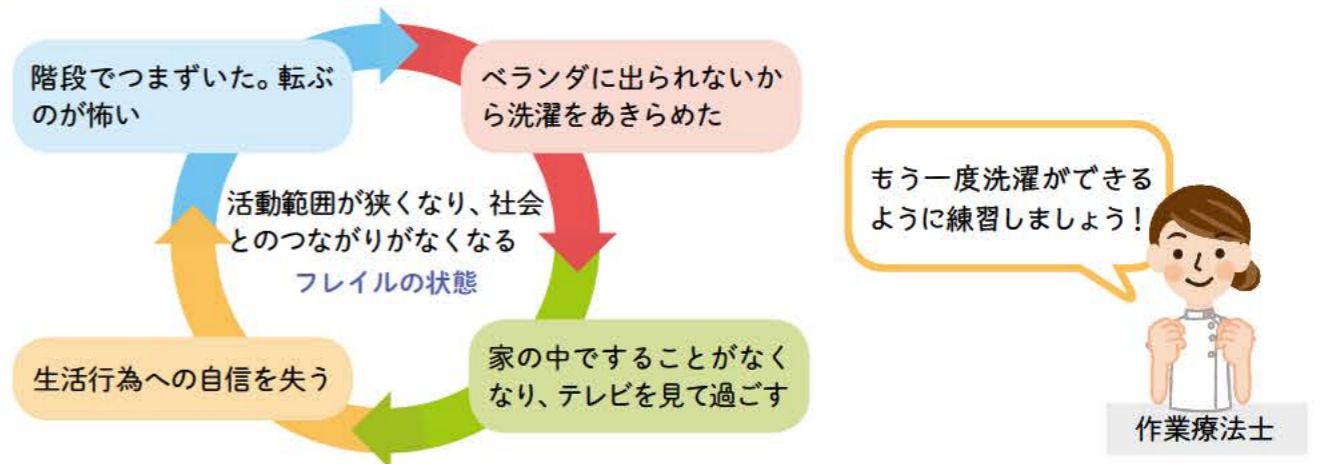 階段でつまずいた。転ぶ
のが怖い
ベランダに出られないか
ら洗濯をあきらめた
活動範囲が狭くなり、社会
とのつながりがなくなる
フレイルの状態
生活行為への自信を失う
家の中ですることがなく
なり、テレビを見て過ごす
もう一度洗濯ができる
ように練習しましょう!
作業療法士